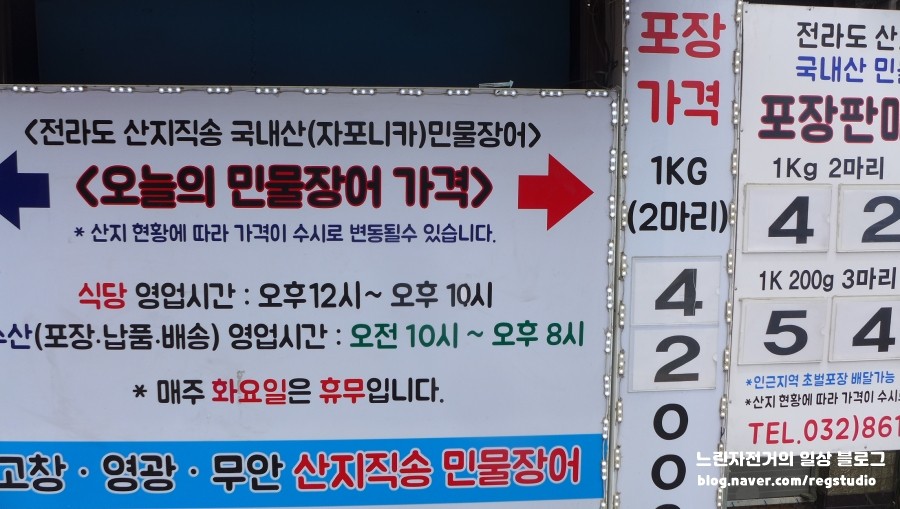 <전라도 산지직송 국내산(자포니카)민물장어>
<오늘의 민물장어 가격>
* 산지 현황에 따라 가격이 수시로 변동될수 있습니다.
식당 영업시간 : 오후12시~ 오후 10시
수산(포장.납품.배송) 영업시간 : 오전 10시 ~ 오후 8시
* 매주 화요일은 휴무입니다.
고창 · 영광 · 무안 산지직송 민물장어
포장
가격
1KG
(2마리)
4
2
0
0
전라도 산
국내산 민
포장판매
1Kg 2마리
4 2
1K 200g 3마리
5 4
*인근지역 초벌포장 배달가능
*산지 현황에 따라 가격이 수시
TEL.032)861
느린자전거의 일상 블로그
blog.naver.com/regstudio